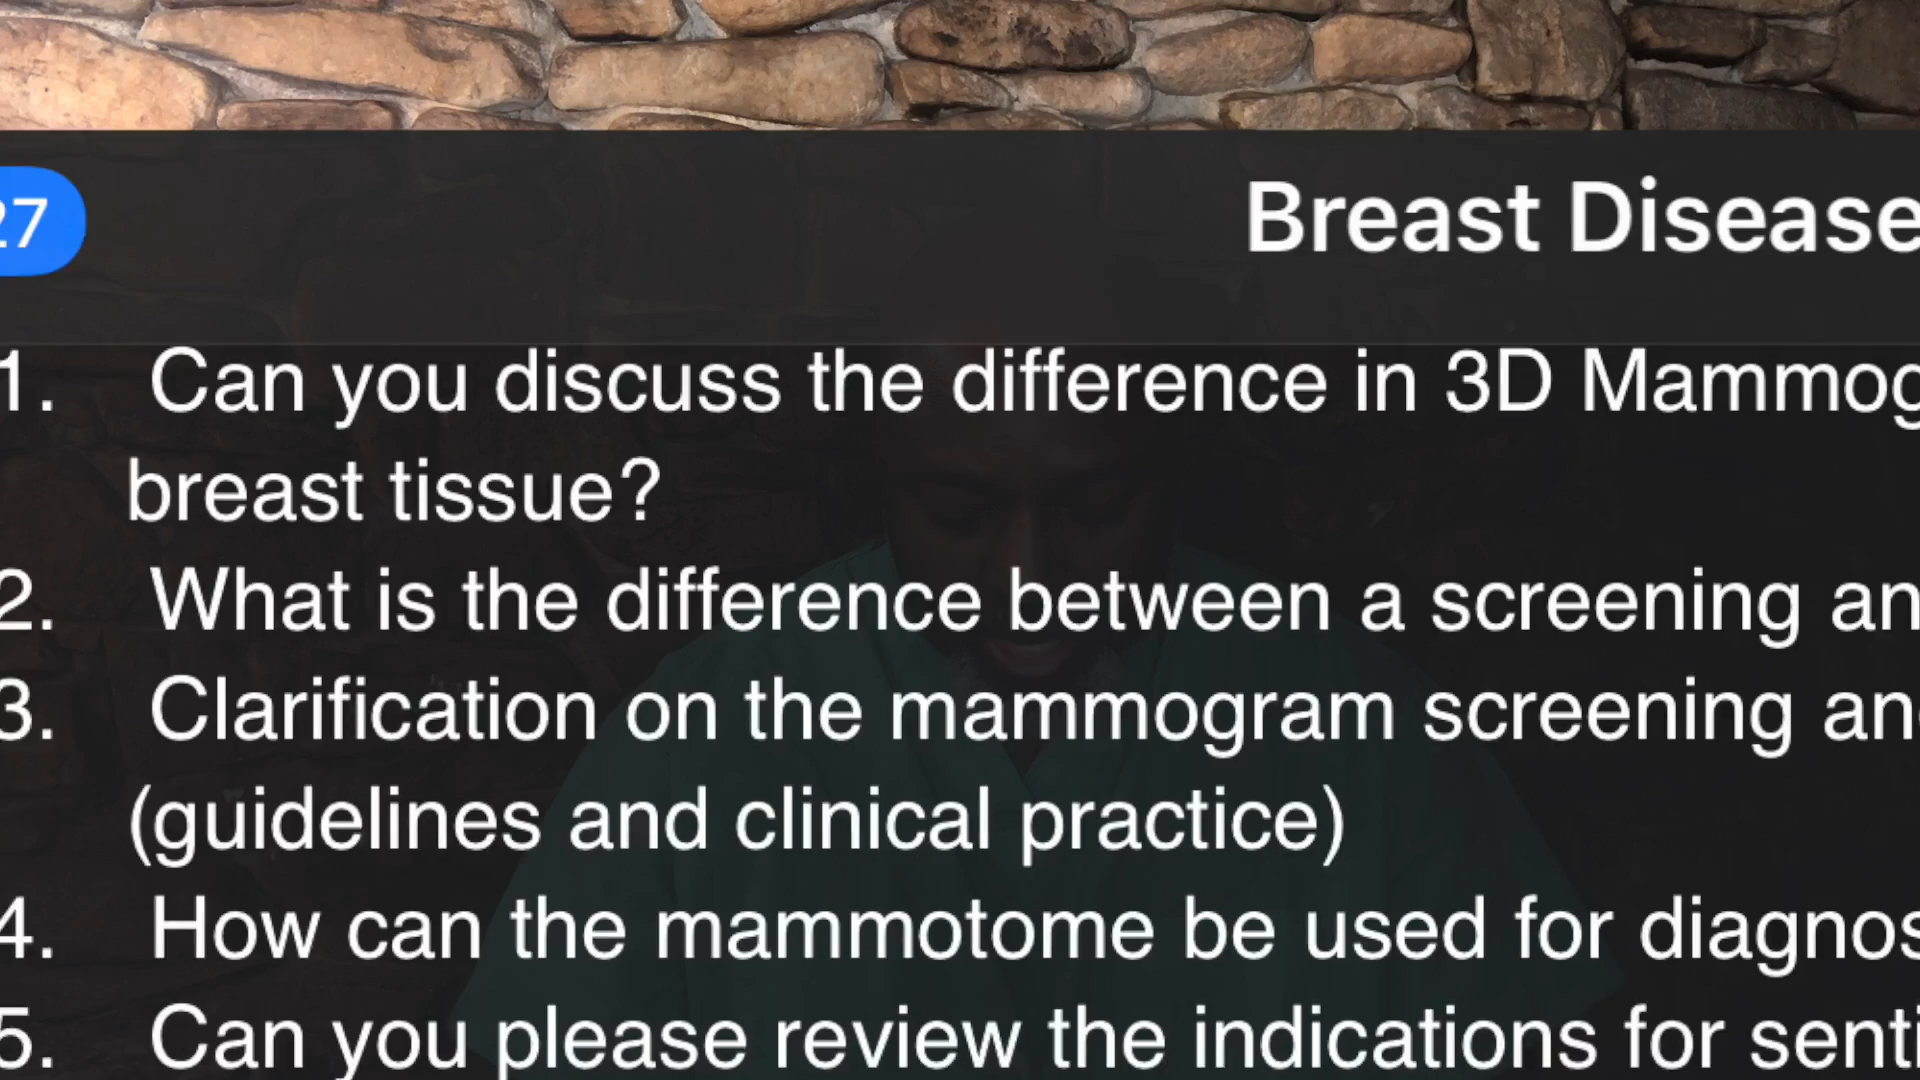 27
Breast Disease
1. Can you discuss the difference in 3D Mammog
breast tissue?
2. What is the difference between a screening an
3. Clarification on the mammogram screening an
(guidelines and clinical practice)
4. How can the mammotome be used for diagnos
5. Can you please review the indications for senti